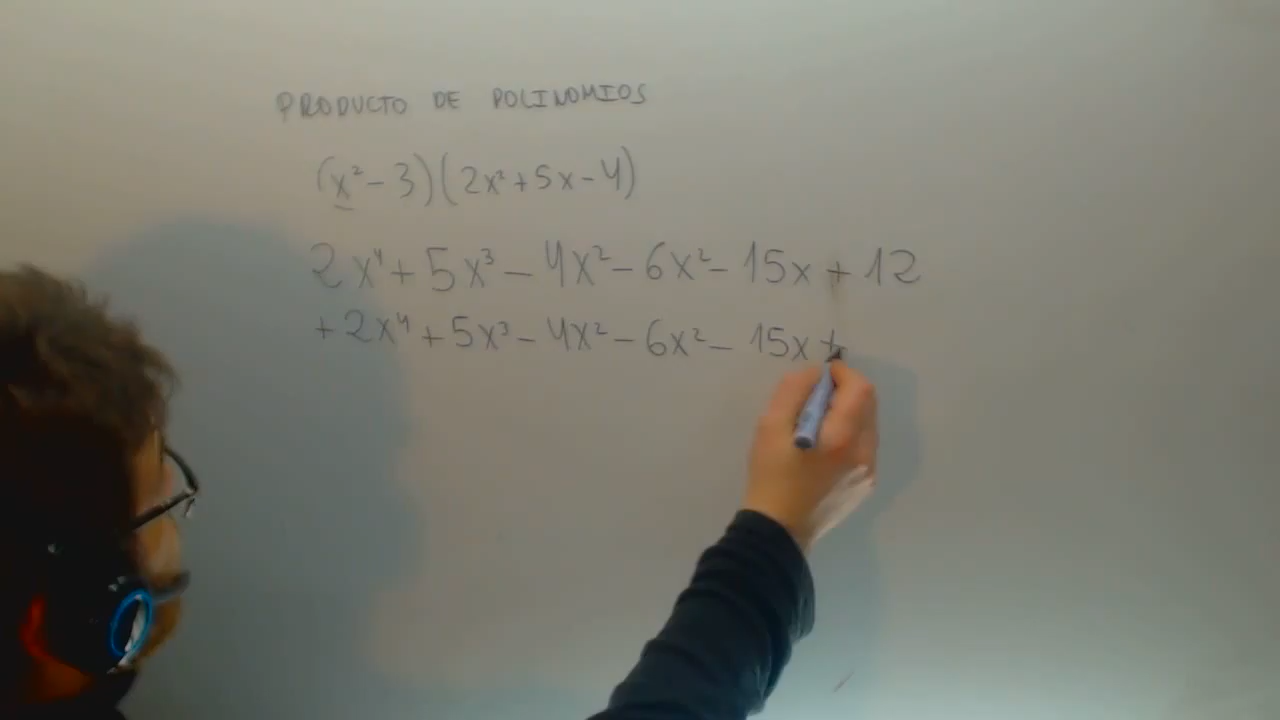 PRODUCTO DE POLINOMIOS
(x² - 3)(2x² + 5x - 4)
2x⁴ + 5x³ - 4x² - 6x² - 15x + 12
+ 2x⁴ + 5x³ - 4x² - 6x² - 15x +